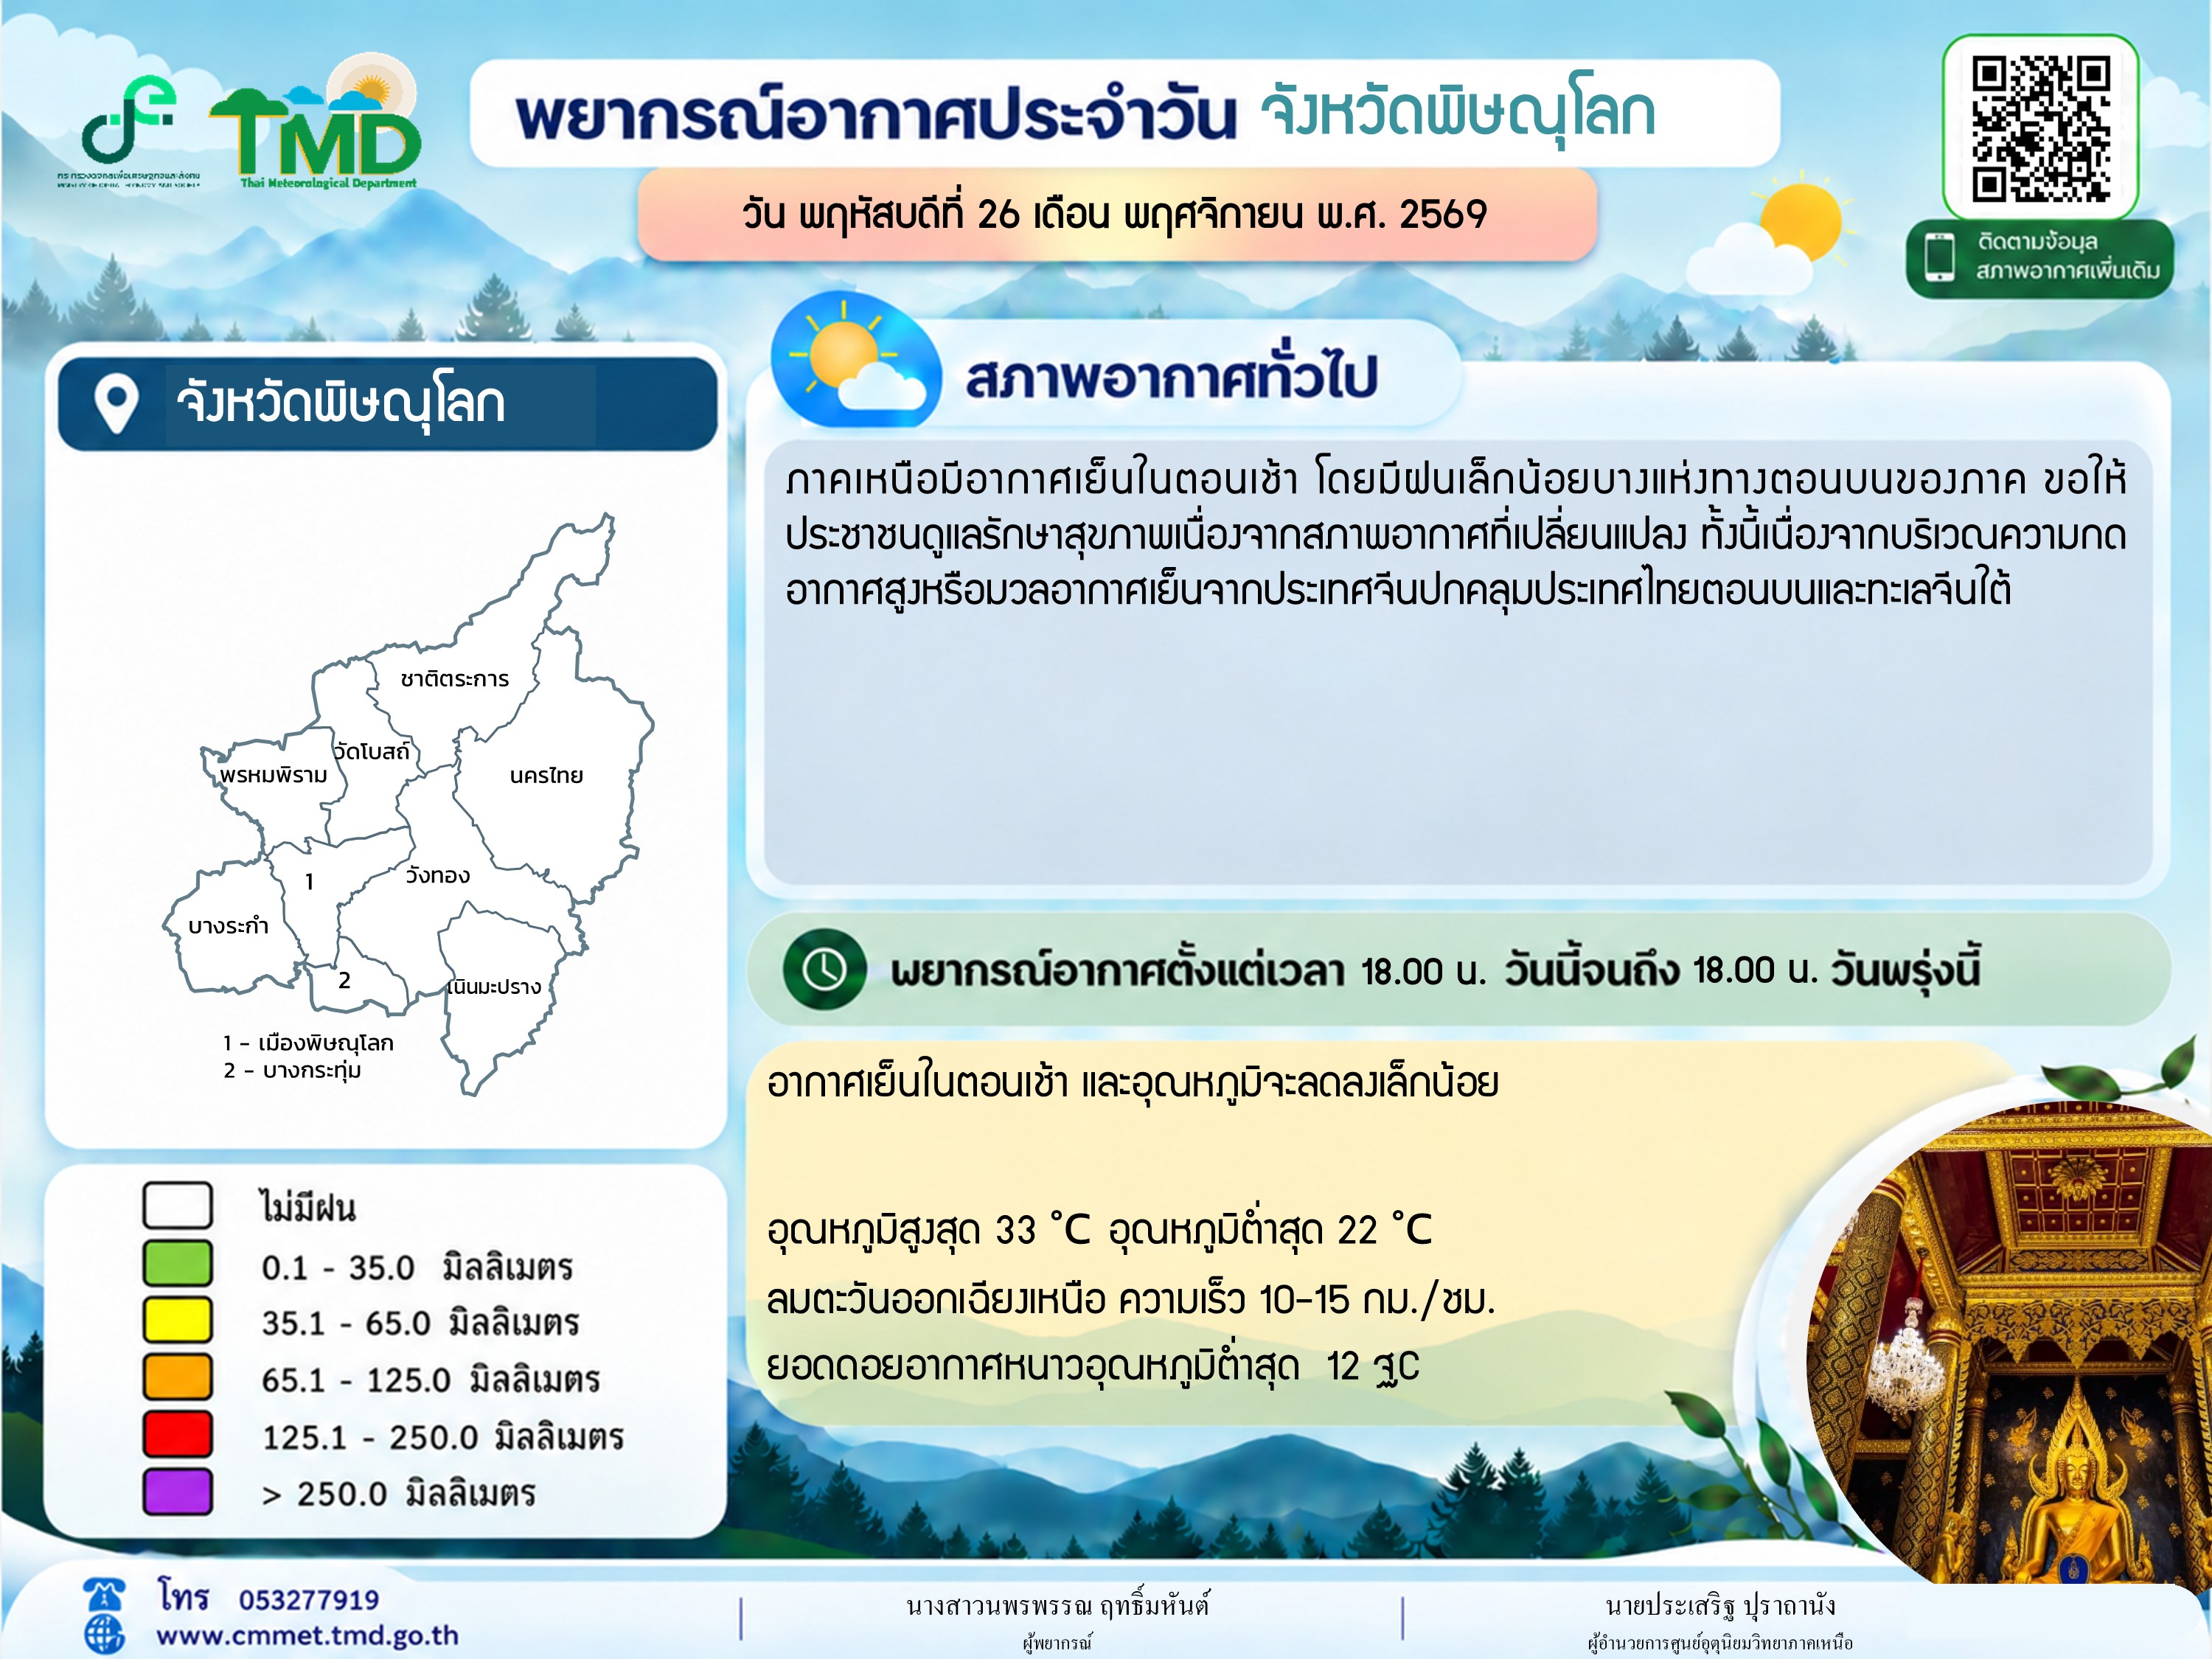 พยากรณ์อากาศประจำวัน จังหวัดพิษณุโลก
วัน พฤหัสบดีที่ 26 เดือน พฤศจิกายน พ.ศ. 2569
TMD
Thai Meteorological Department
ติดตามข้อมูล
สภาพอากาศเพิ่มเติม
จังหวัดพิษณุโลก
ชาติตระการ
วัดโบสถ์
พรหมพิราม
นครไทย
1
วังทอง
บางระกำ
2
เนินมะปราง
1 - เมืองพิษณุโลก
2 - บางกระทุ่ม
ไม่มีฝน
0.1 - 35.0 มิลลิเมตร
35.1 - 65.0 มิลลิเมตร
65.1 - 125.0 มิลลิเมตร
125.1 - 250.0 มิลลิเมตร
> 250.0 มิลลิเมตร
สภาพอากาศทั่วไป
ภาคเหนือมีอากาศเย็นในตอนเช้า โดยมีฝนเล็กน้อยบางแห่งทางตอนบนของภาค ขอให้
ประชาชนดูแลรักษาสุขภาพเนื่องจากสภาพอากาศที่เปลี่ยนแปลง ทั้งนี้เนื่องจากบริเวณความกด
อากาศสูงหรือมวลอากาศเย็นจากประเทศจีนปกคลุมประเทศไทยตอนบนและทะเลจีนใต้
พยากรณ์อากาศตั้งแต่เวลา 18.00 น. วันนี้จนถึง 18.00 น. วันพรุ่งนี้
อากาศเย็นในตอนเช้า และอุณหภูมิจะลดลงเล็กน้อย
อุณหภูมิสูงสุด 33 °C อุณหภูมิต่ำสุด 22 °C
ลมตะวันออกเฉียงเหนือ ความเร็ว 10-15 กม./ชม.
ยอดดอยอากาศหนาวอุณหภูมิต่ำสุด 12 ฐC
โทร 053277919
www.cmmet.tmd.go.th
นางสาวนพรพรรณ ฤทธิ์มหันต์
ผู้พยากรณ์
นายประเสริฐ ปุราถานัง
ผู้อำนวยการศูนย์อุตุนิยมวิทยาภาคเหนือ